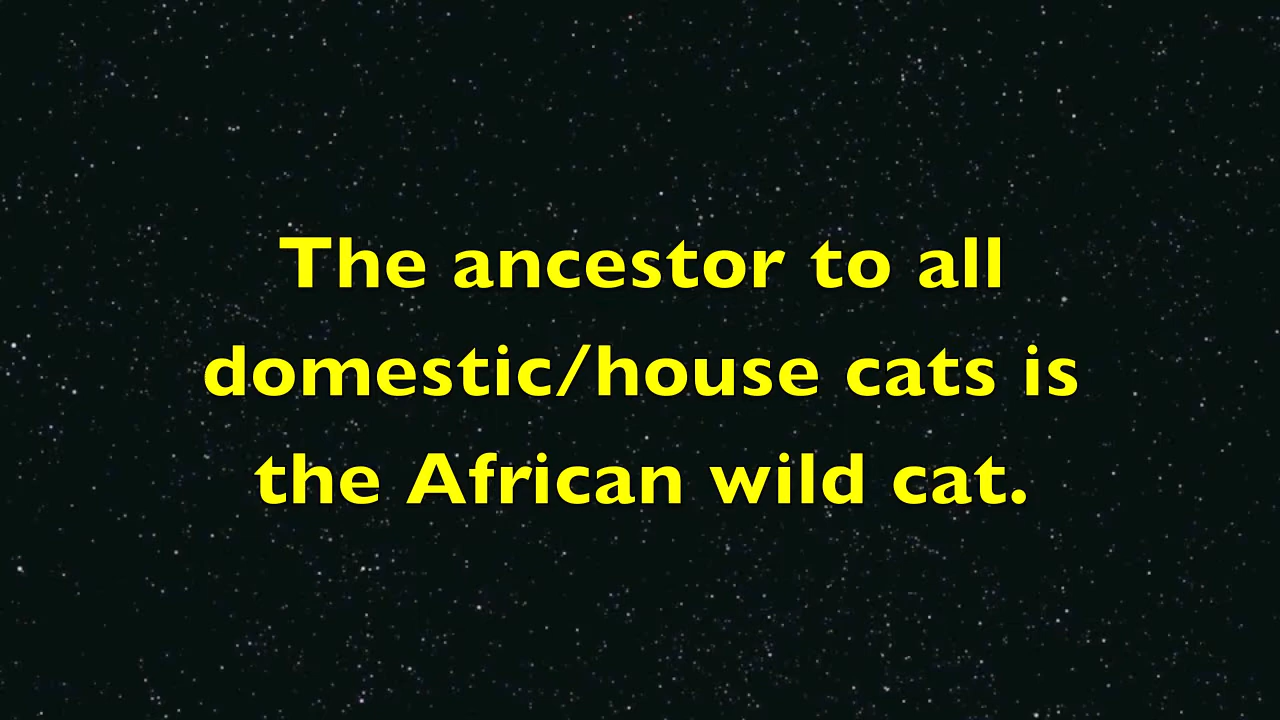 The ancestor to all
domestic/house cats is
the African wild cat.